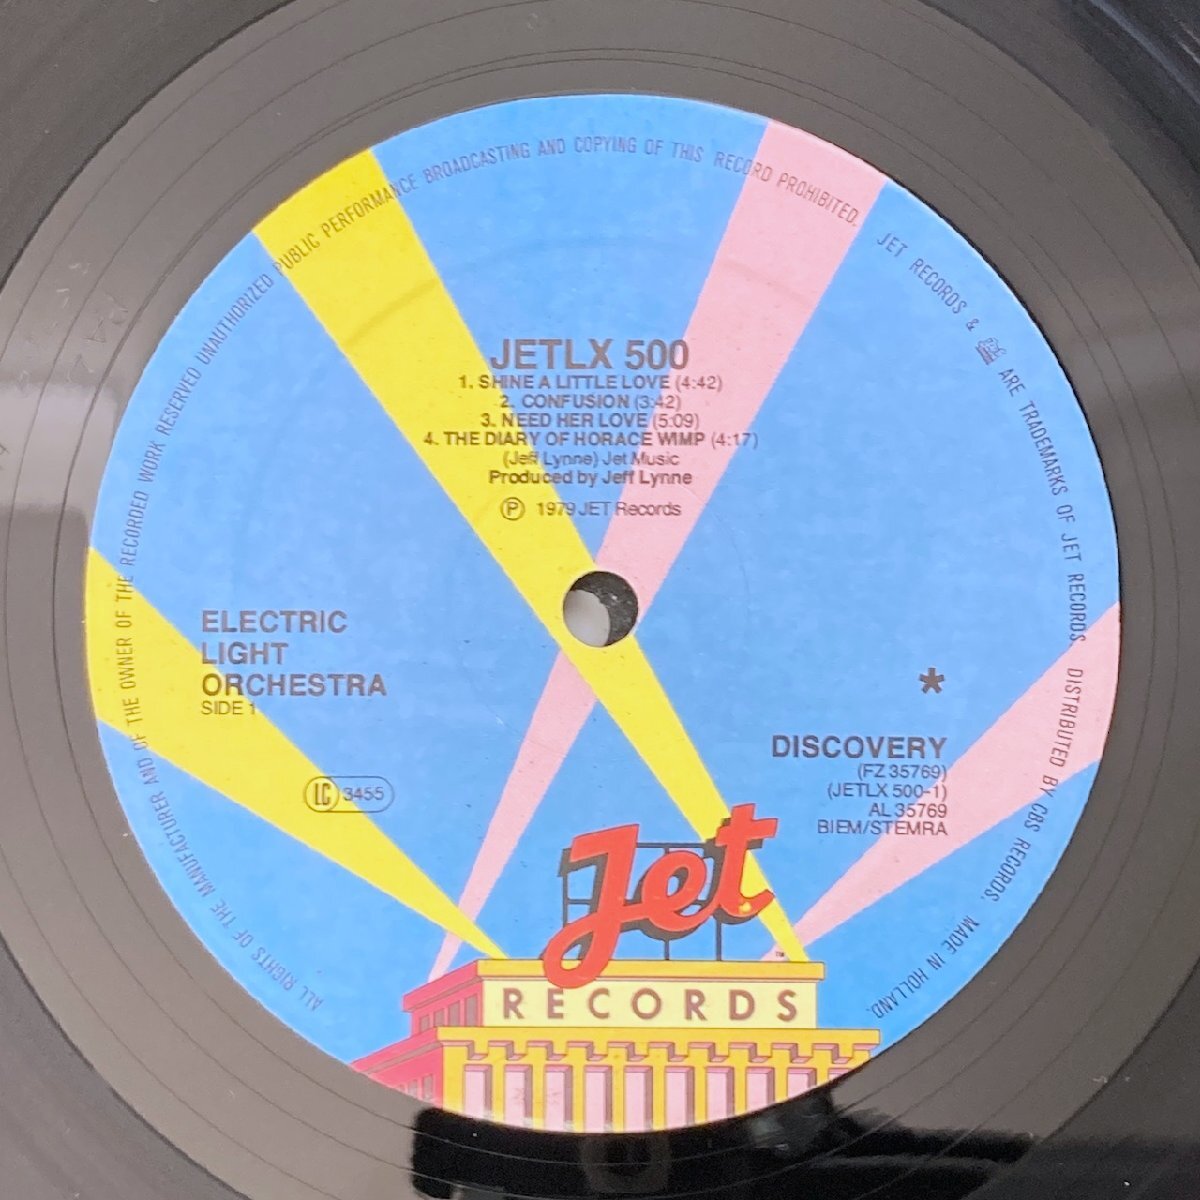 ALL RIGHTS OF THE MANUFACTURER AND OF THE OWNER OF THE RECORDED WORK RESERVED UNAUTHORIZED PUBLIC PERFORMANCE BROADCASTING AND COPYING OF THIS RECORD PROHIBITED.
JET RECORDS & ARE TRADEMARKS OF JET RECORDS. DISTRIBUTED BY CBS RECORDS. MADE IN HOLLAND.
JETLX 500
1. SHINE A LITTLE LOVE (4:42)
2. CONFUSION (3:42)
3. NEED HER LOVE (5:09)
4. THE DIARY OF HORACE WIMP (4:17)
(Jeff Lynne) Jet Music
Produced by Jeff Lynne
Ⓟ 1979 JET Records
ELECTRIC
LIGHT
ORCHESTRA
SIDE 1
LC 3455
*
DISCOVERY
(FZ 35769)
(JETLX 500-1)
AL 35769
BIEM/STEMRA
Jet
™
RECORDS